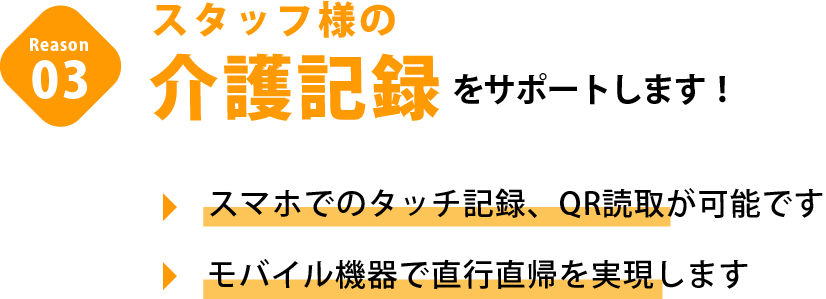 Reason
03
スタッフ様の
介護記録をサポートします！
スマホでのタッチ記録、QR読取が可能です
モバイル機器で直行直帰を実現します